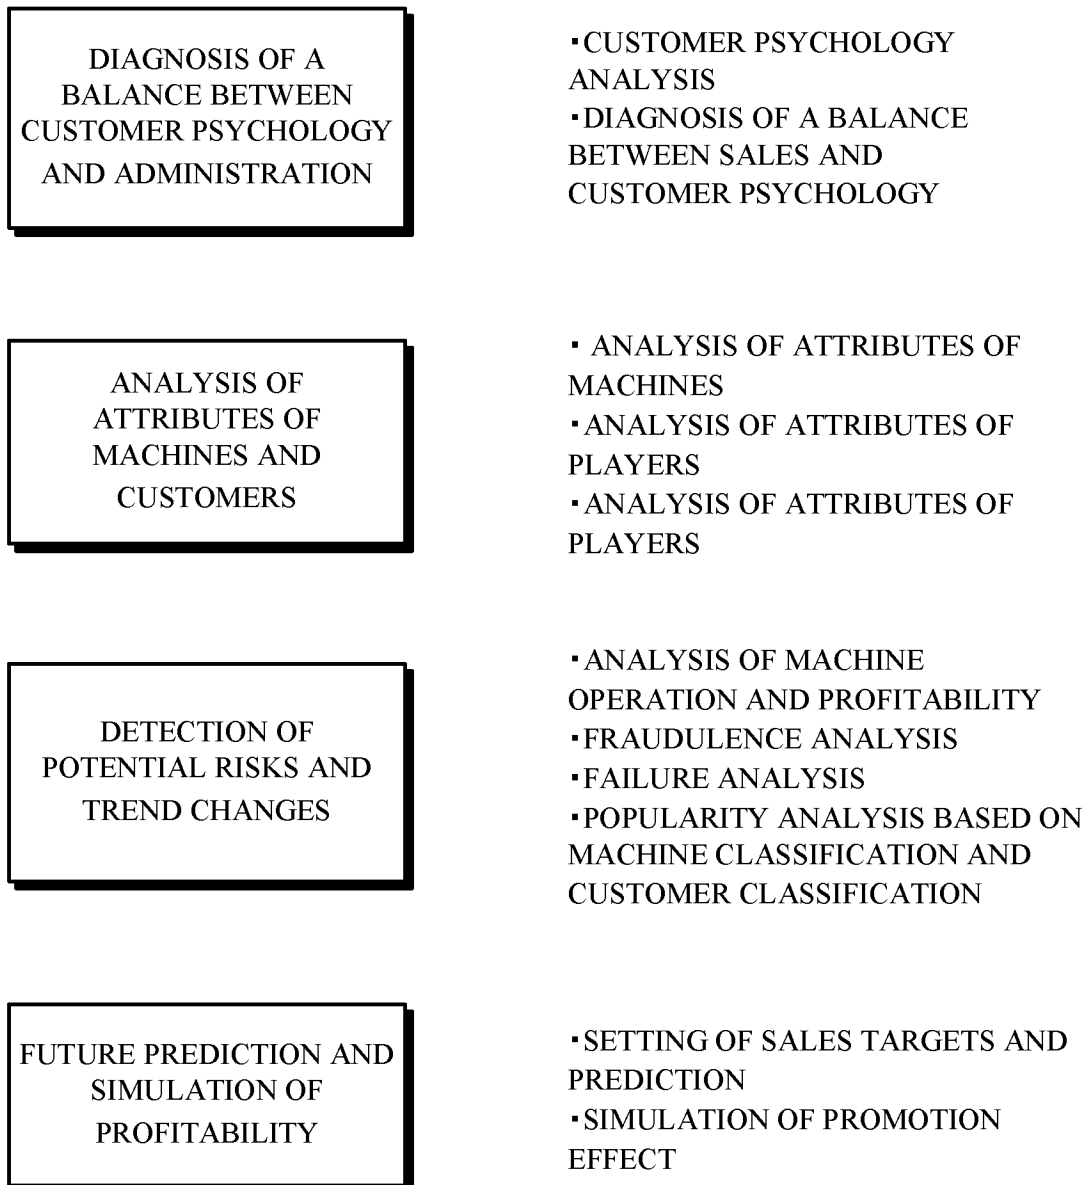 DIAGNOSIS OF A
BALANCE BETWEEN
CUSTOMER PSYCHOLOGY
AND ADMINISTRATION
▪CUSTOMER PSYCHOLOGY
ANALYSIS
▪DIAGNOSIS OF A BALANCE
BETWEEN SALES AND
CUSTOMER PSYCHOLOGY
ANALYSIS OF
ATTRIBUTES OF
MACHINES AND
CUSTOMERS
▪ ANALYSIS OF ATTRIBUTES OF
MACHINES
▪ANALYSIS OF ATTRIBUTES OF
PLAYERS
▪ANALYSIS OF ATTRIBUTES OF
PLAYERS
DETECTION OF
POTENTIAL RISKS AND
TREND CHANGES
▪ANALYSIS OF MACHINE
OPERATION AND PROFITABILITY
▪FRAUDULENCE ANALYSIS
▪FAILURE ANALYSIS
▪POPULARITY ANALYSIS BASED ON
MACHINE CLASSIFICATION AND
CUSTOMER CLASSIFICATION
FUTURE PREDICTION AND
SIMULATION OF
PROFITABILITY
▪SETTING OF SALES TARGETS AND
PREDICTION
▪SIMULATION OF PROMOTION
EFFECT